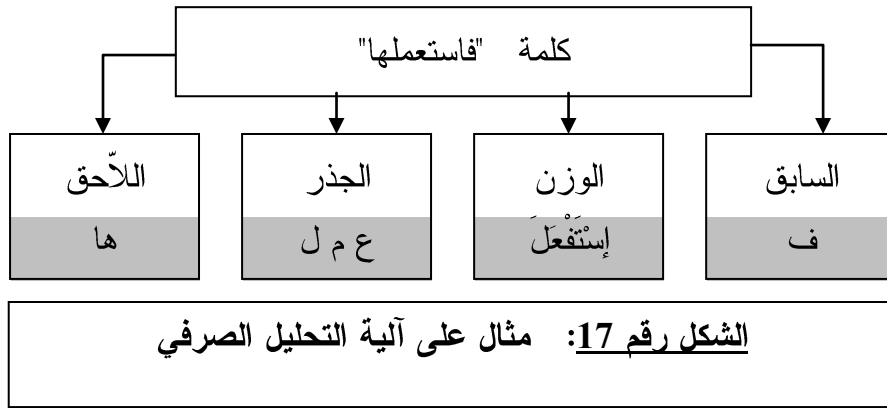 كلمة "فاستعملها"
السابق
ف
الوزن
إسْتَفْعَلَ
الجذر
ع م ل
اللاّحق
ها
الشكل رقم 17: مثال على آلية التحليل الصرفي